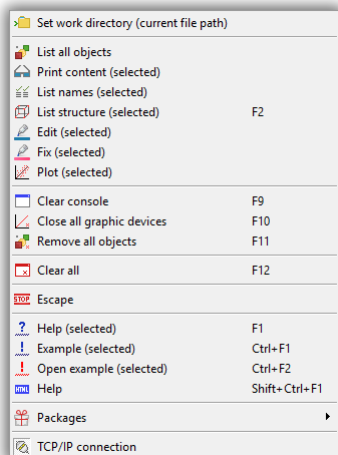 Set work directory (current file path)
List all objects
Print content (selected)
List names (selected)
List structure (selected) F2
Edit (selected)
Fix (selected)
Plot (selected)
Clear console F9
Close all graphic devices F10
Remove all objects F11
Clear all F12
STOP Escape
Help (selected) F1
Example (selected) Ctrl+F1
Open example (selected) Ctrl+F2
HTML Help Shift+Ctrl+F1
Packages
TCP/IP connection